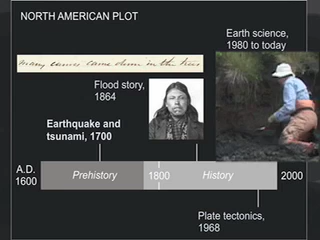 NORTH AMERICAN PLOT
Earth science,
1980 to today
many canoes came down in the trees
Flood story,
1864
Earthquake and
tsunami, 1700
A.D.
1600
Prehistory
1800
History
2000
Plate tectonics,
1968